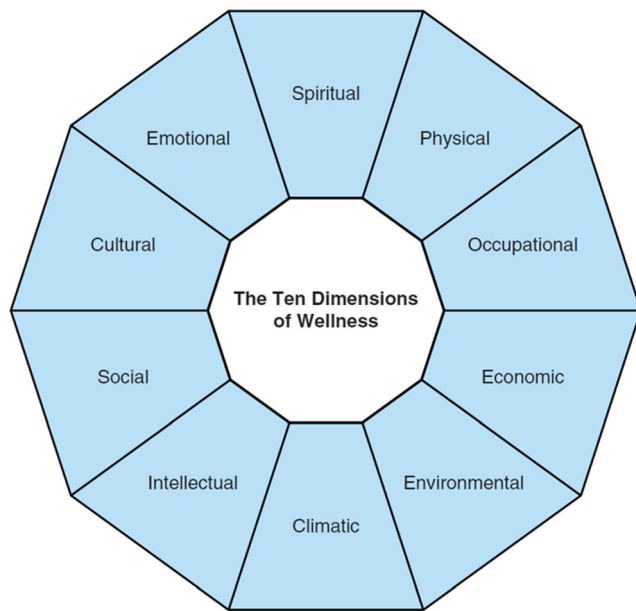 Spiritual
Emotional
Physical
Cultural
Occupational
The Ten Dimensions
of Wellness
Social
Economic
Intellectual
Environmental
Climatic